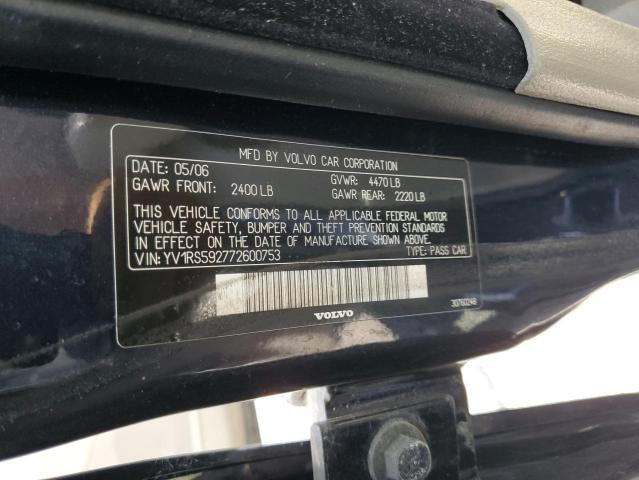 MFD BY VOLVO CAR CORPORATION
DATE: 05/06 GVWR: 4470 LB
GAWR FRONT: 2400 LB GAWR REAR: 2220 LB
THIS VEHICLE CONFORMS TO ALL APPLICABLE FEDERAL MOTOR
VEHICLE SAFETY, BUMPER AND THEFT PREVENTION STANDARDS
IN EFFECT ON THE DATE OF MANUFACTURE SHOWN ABOVE.
VIN: YV1RS592772600753 TYPE: PASS CAR
30760248
VOLVO